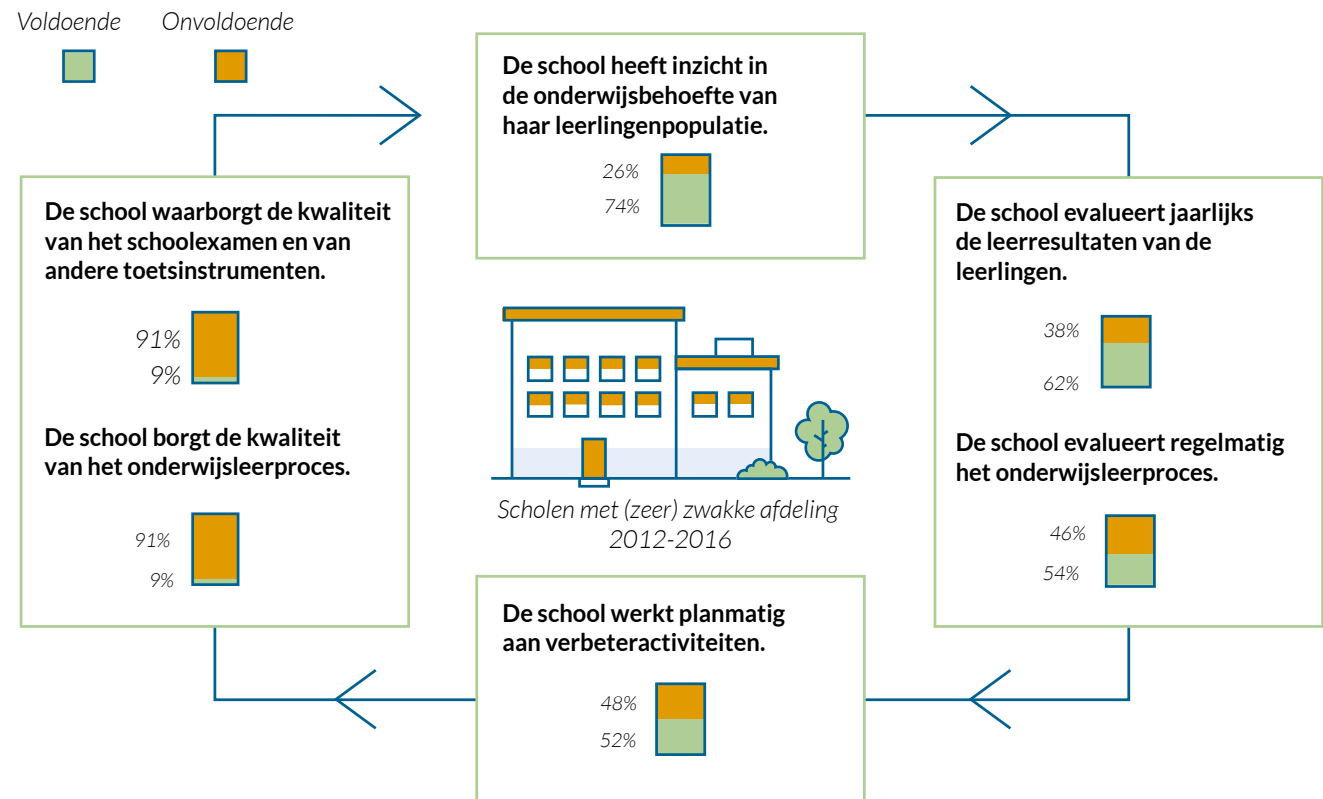 Voldoende
Onvoldoende
De school heeft inzicht in
de onderwijsbehoefte van
haar leerlingenpopulatie.
26%
74%
De school waarborgt de kwaliteit
van het schoolexamen en van
andere toetsinstrumenten.
91%
9%
De school borgt de kwaliteit
van het onderwijsleerproces.
91%
9%
De school evalueert jaarlijks
de leerresultaten van de
leerlingen.
38%
62%
De school evalueert regelmatig
het onderwijsleerproces.
46%
54%
Scholen met (zeer) zwakke afdeling
2012-2016
De school werkt planmatig
aan verbeteractiviteiten.
48%
52%